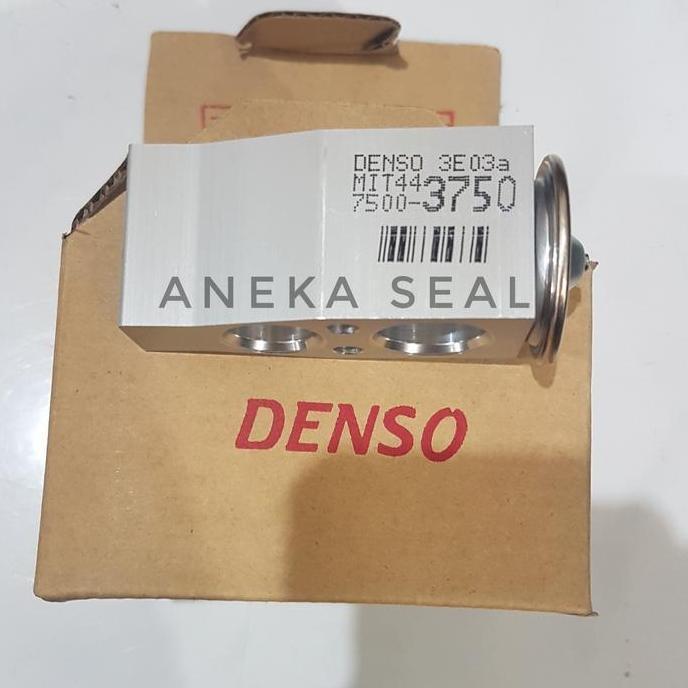 DENSO 3E03a
MIT44
7500-3750
ANEKA SEAL
DENSO